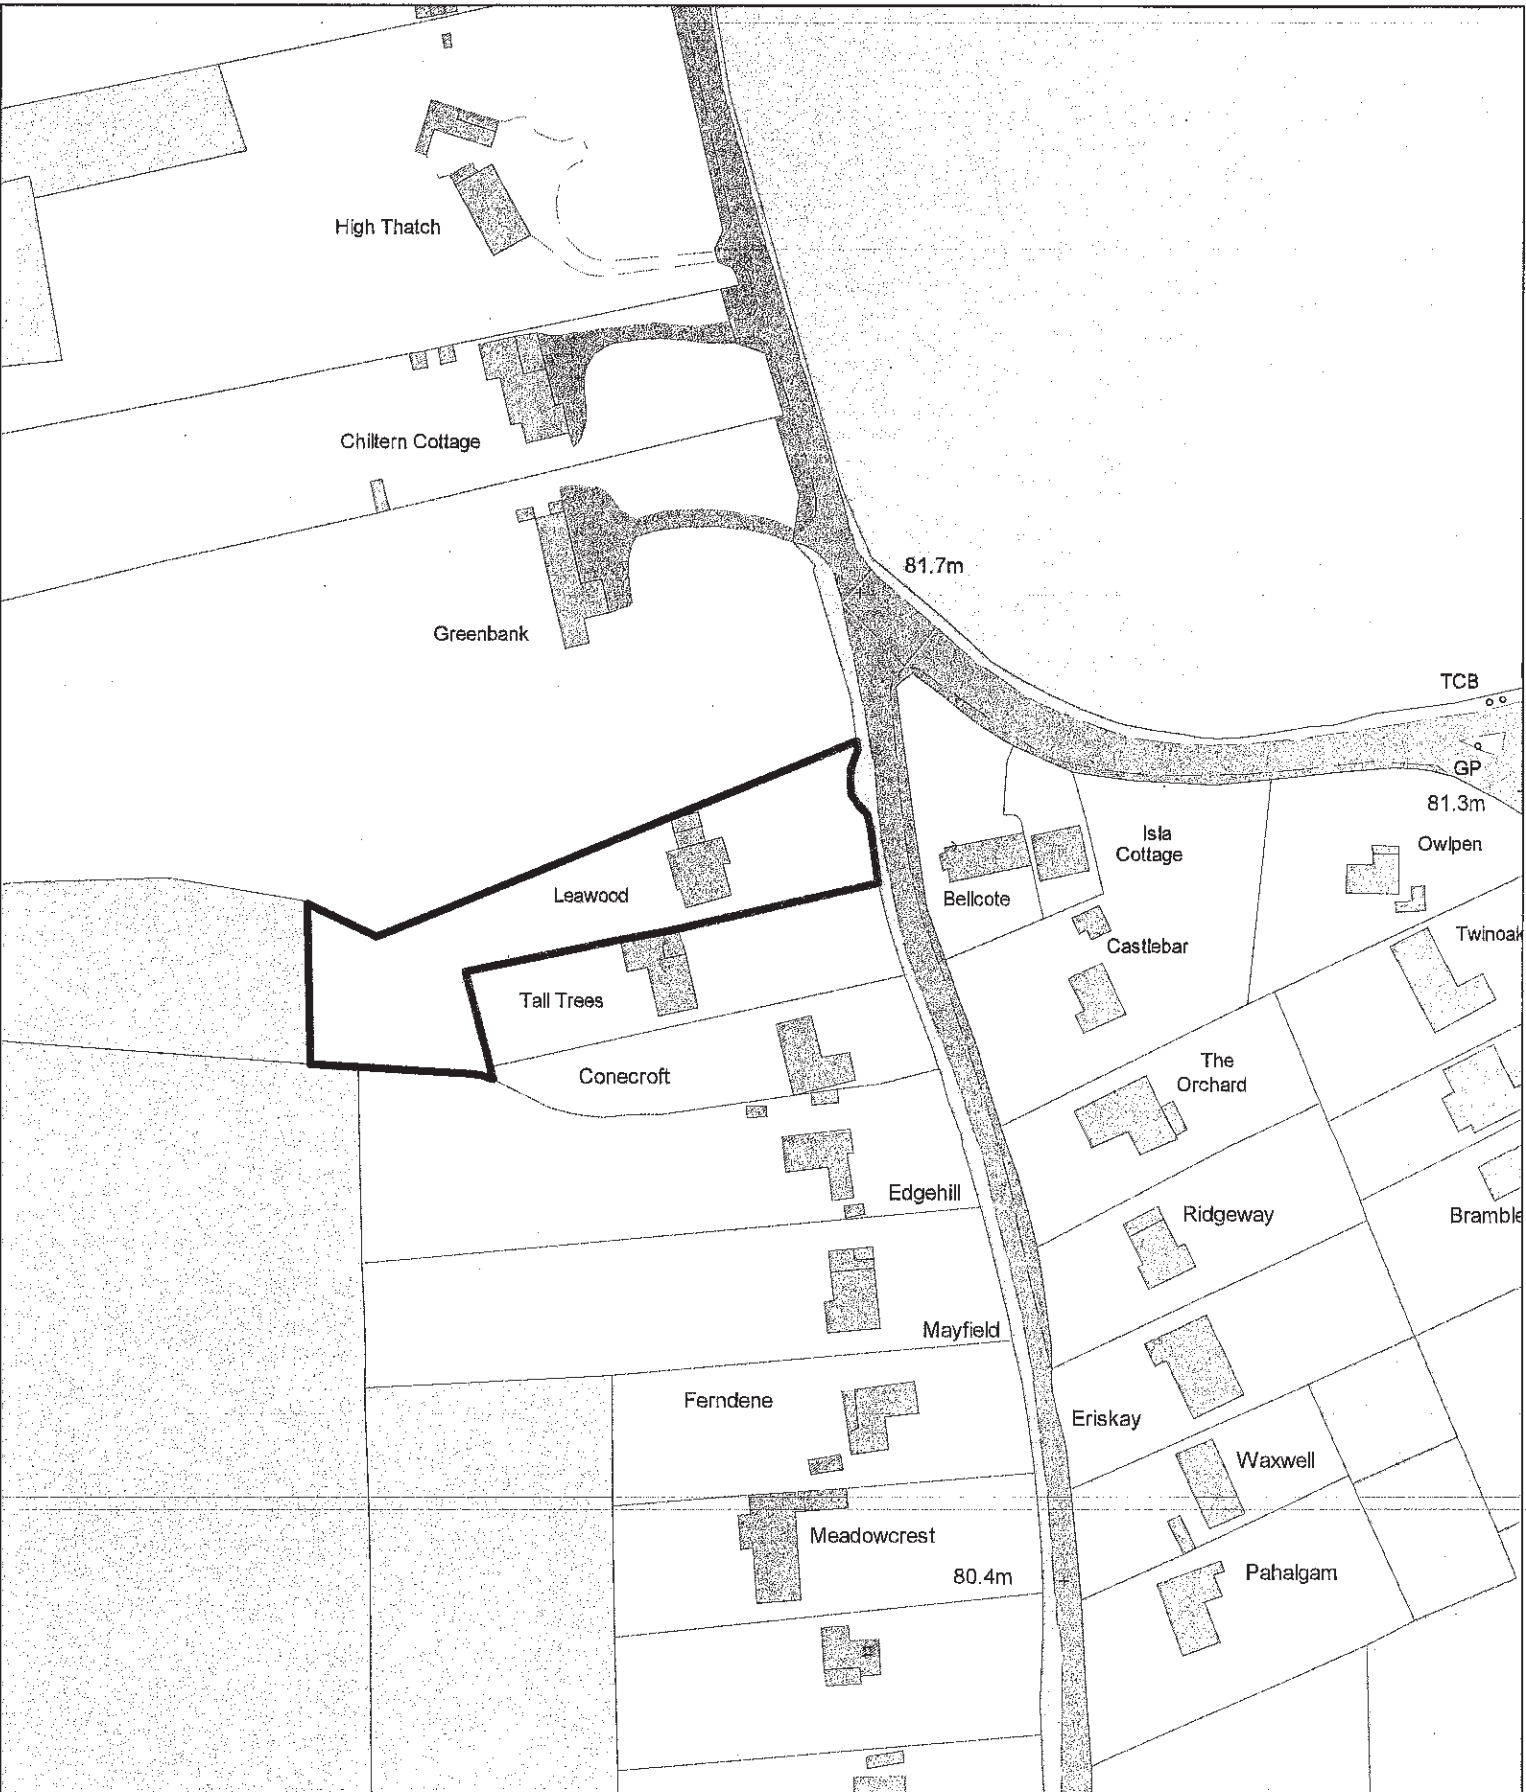 High Thatch
Chiltern Cottage
81.7m
Greenbank
TCB
GP
81.3m
Isla
Cottage
Owlpen
Leawood
Bellcote
Twinoak
Castlebar
Tall Trees
The
Orchard
Conecroft
Edgehill
Ridgeway
Bramble
Mayfield
Ferndene
Eriskay
Waxwell
Meadowcrest
80.4m
Pahalgam